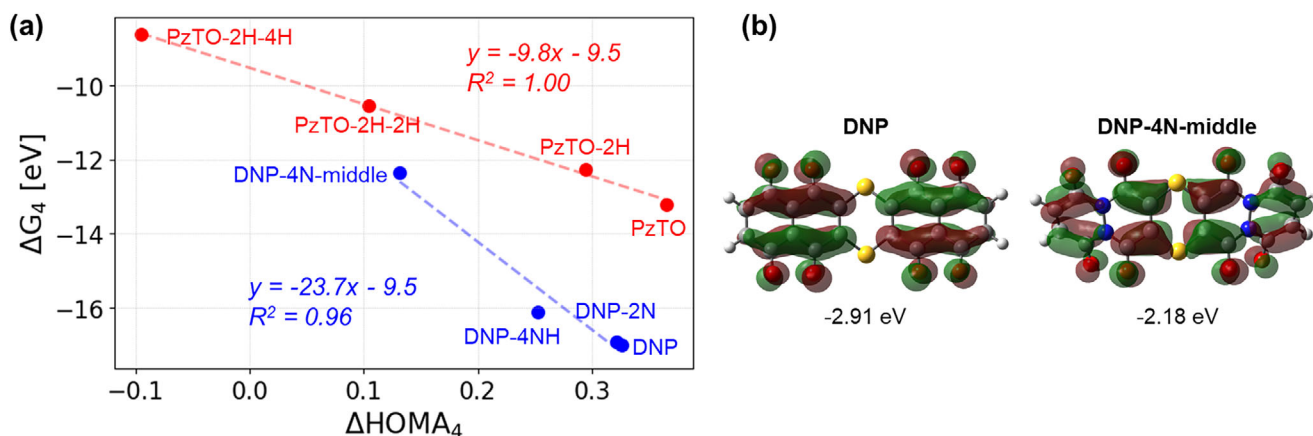 (a)
PzTO-2H-4H
y = -9.8x - 9.5
R² = 1.00
PzTO-2H-2H
PzTO-2H
DNP-4N-middle
PzTO
y = -23.7x - 9.5
R² = 0.96
DNP-2N
DNP-4NH
DNP
ΔG₄ [eV]
−10
−12
−14
−16
−0.1
0.0
0.1
0.2
0.3
ΔHOMA₄
(b)
DNP
DNP-4N-middle
-2.91 eV
-2.18 eV